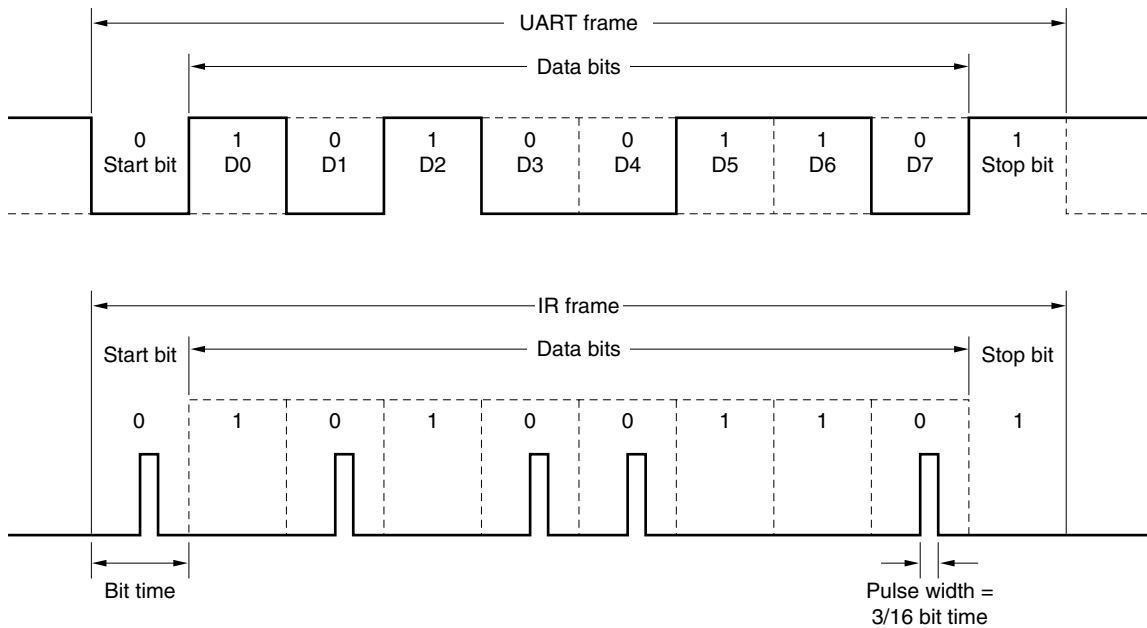 UART frame
Data bits
0 1 0 1 0 0 1 1 0 1
Start bit D0 D1 D2 D3 D4 D5 D6 D7 Stop bit
IR frame
Start bit Data bits Stop bit
0 1 0 1 0 0 1 1 0 1
Bit time
Pulse width =
3/16 bit time